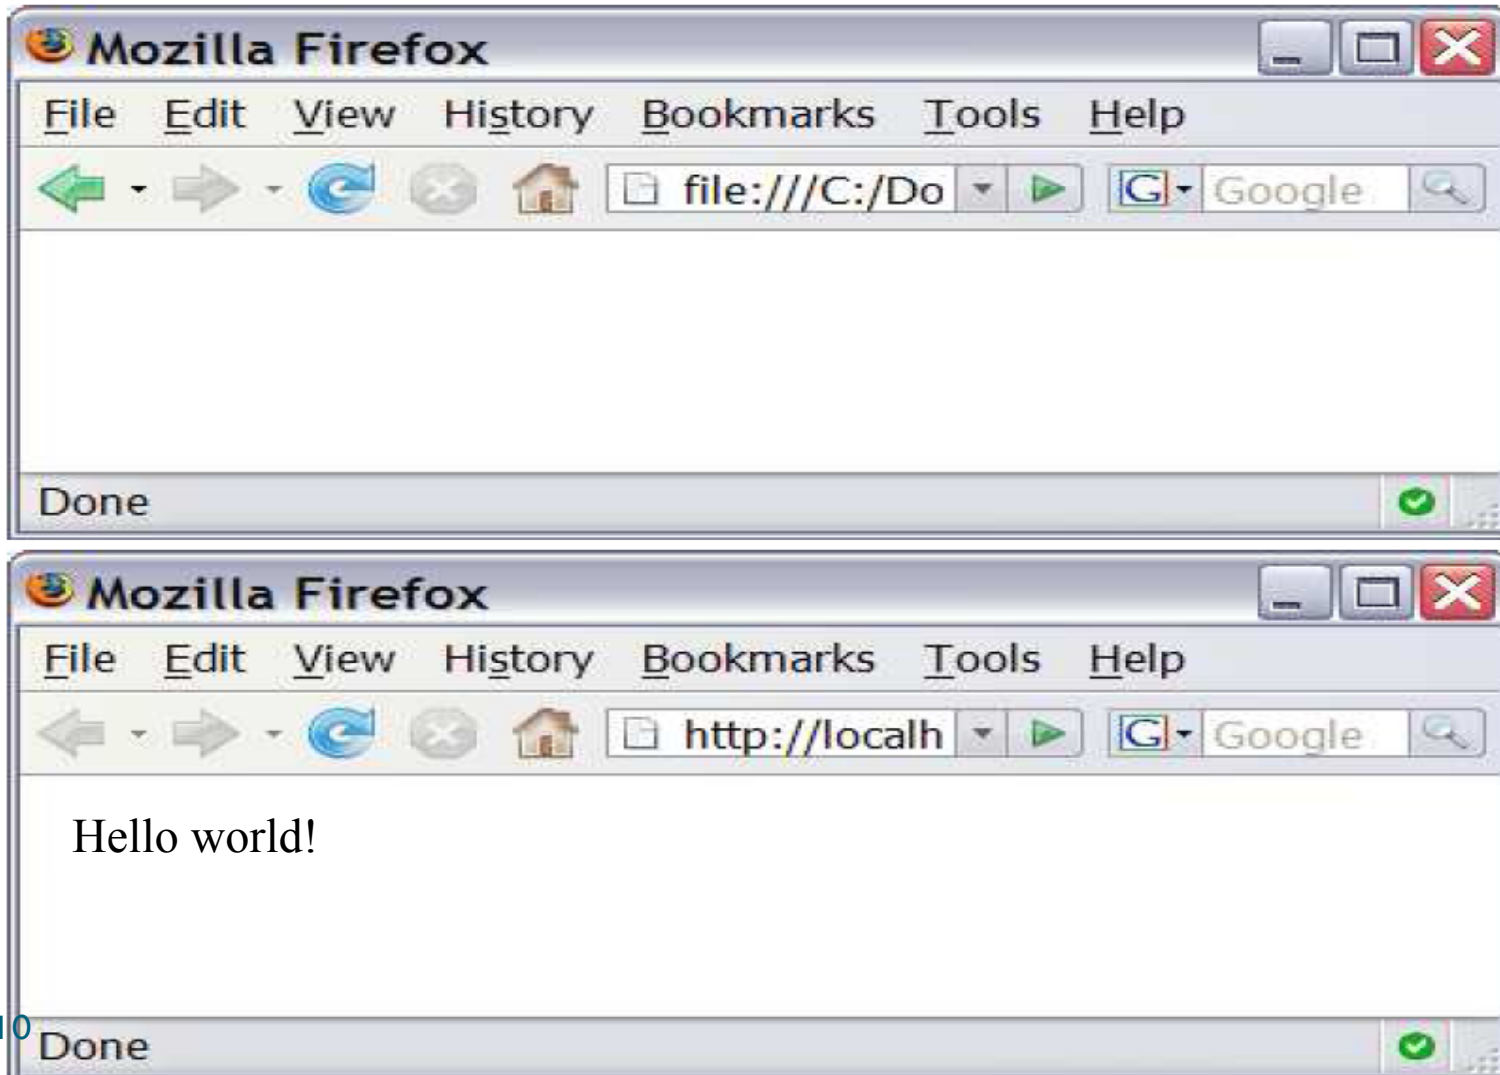 Mozilla Firefox
File Edit View History Bookmarks Tools Help
file:///C:/Do G Google
Done
Mozilla Firefox
File Edit View History Bookmarks Tools Help
http://localh G Google
Hello world!
10
Done